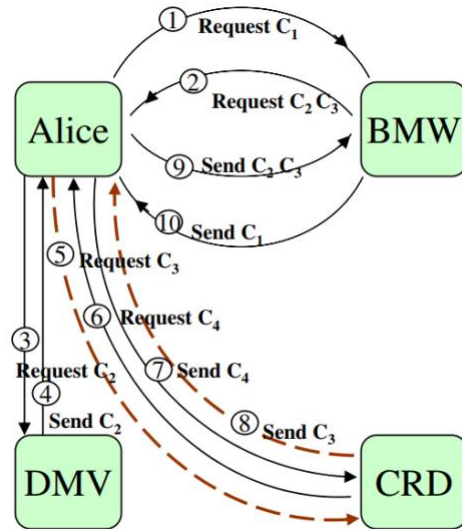 1 Request C1
2 Request C2 C3
Alice
BMW
9 Send C2 C3
10 Send C1
5 Request C3
6 Request C4
3 Request C2
7 Send C4
4 Send C2
8 Send C3
DMV
CRD